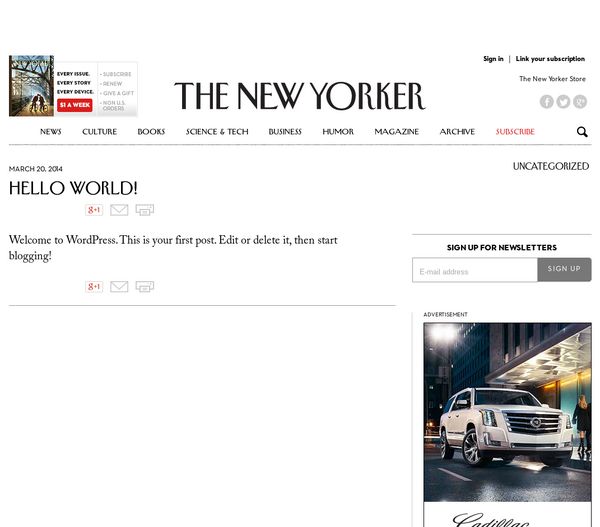 Sign in | Link your subscription
EVERY ISSUE.
EVERY STORY
EVERY DEVICE.
$1 A WEEK
• SUBSCRIBE
• RENEW
• GIVE A GIFT
• NON U.S.
ORDERS
THE NEW YORKER
The New Yorker Store
NEWS CULTURE BOOKS SCIENCE & TECH BUSINESS HUMOR MAGAZINE ARCHIVE SUBSCRIBE
MARCH 20, 2014
UNCATEGORIZED
HELLO WORLD!
g+1
Welcome to WordPress. This is your first post. Edit or delete it, then start
blogging!
g+1
SIGN UP FOR NEWSLETTERS
E-mail address SIGN UP
ADVERTISEMENT
Cadillac